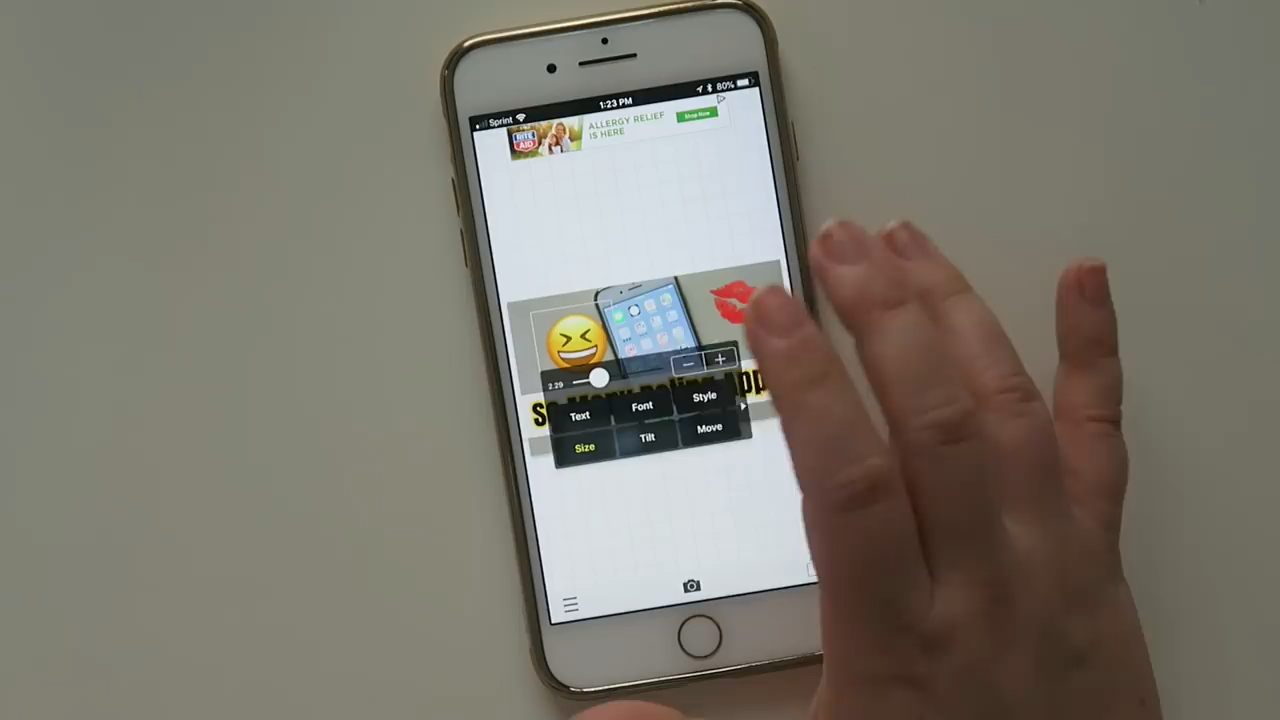 Sprint 1:23 PM 80%
RITE
AID
ALLERGY RELIEF
IS HERE
Shop Now
2.29
Text Font Style
Size Tilt Move